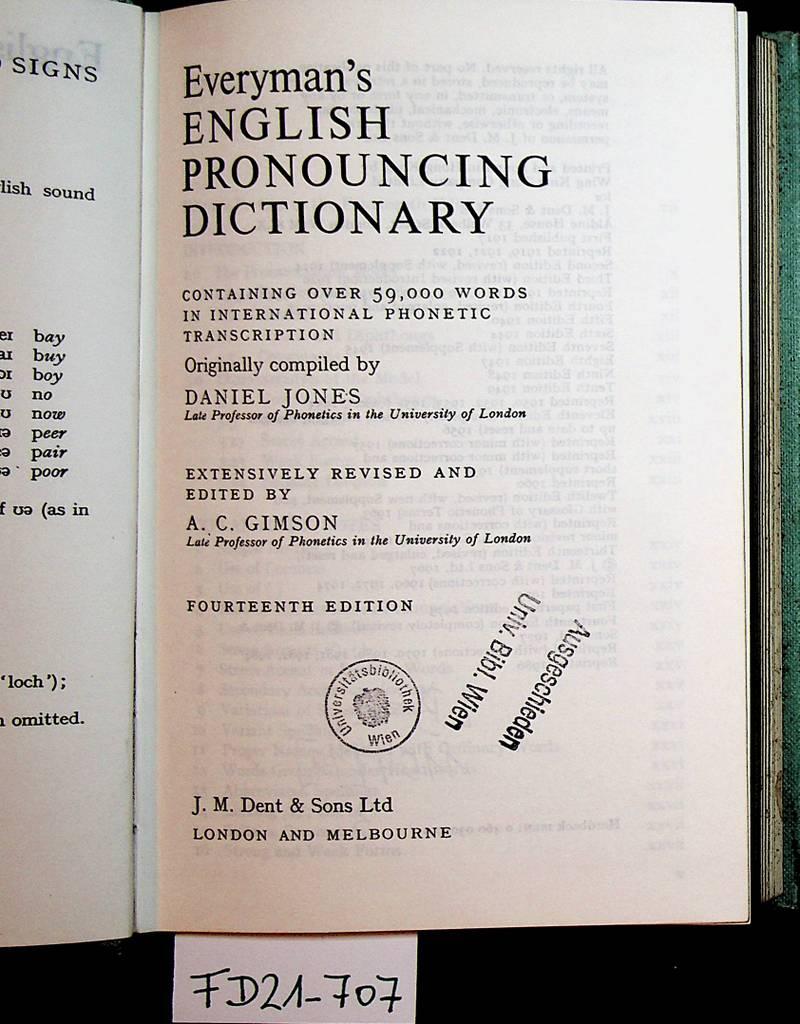 SIGNS
lish sound
eɪ bay
aɪ buy
ɔɪ boy
ʊ no
ʊ now
ɪə peer
ə pair
ə poor
f ʊə (as in
'loch');
omitted.
Everyman's
ENGLISH
PRONOUNCING
DICTIONARY
CONTAINING OVER 59,000 WORDS
IN INTERNATIONAL PHONETIC
TRANSCRIPTION
Originally compiled by
DANIEL JONES
Late Professor of Phonetics in the University of London
EXTENSIVELY REVISED AND
EDITED BY
A. C. GIMSON
Late Professor of Phonetics in the University of London
FOURTEENTH EDITION
Universitätsbibliothek
Wien
Ausgeschieden
Univ. Bibl. Wien
J. M. Dent & Sons Ltd
LONDON AND MELBOURNE
FD21-707